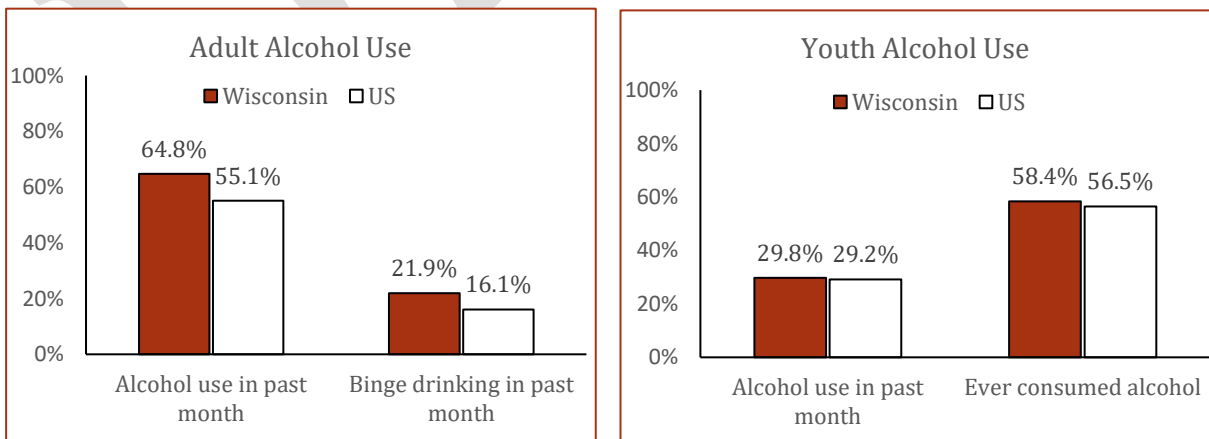 Adult Alcohol Use
100%
Wisconsin US
80%
64.8%
55.1%
60%
40%
21.9%
16.1%
20%
0%
Alcohol use in past Binge drinking in past
month month
Youth Alcohol Use
100%
Wisconsin US
80%
58.4% 56.5%
60%
40%
29.8% 29.2%
20%
0%
Alcohol use in past Ever consumed alcohol
month